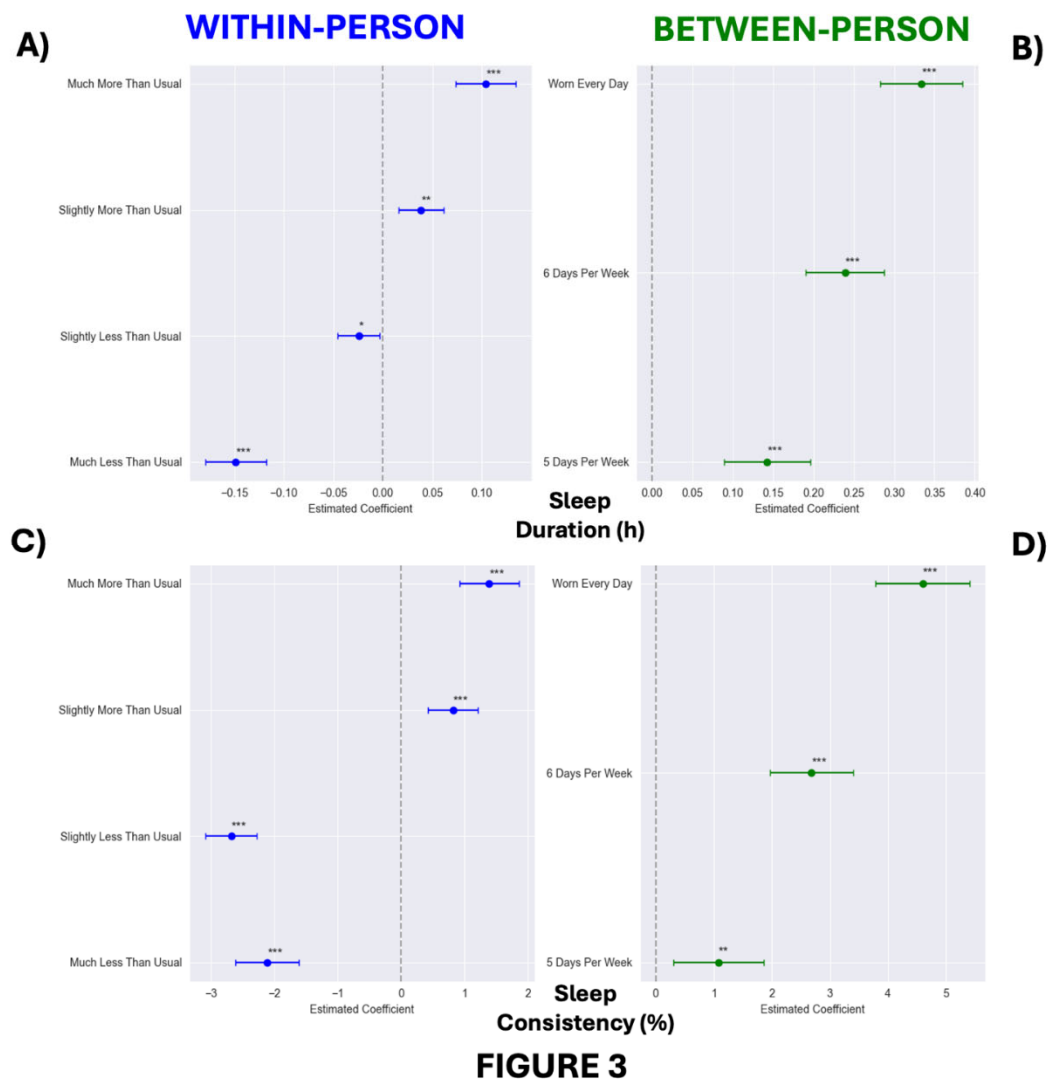 WITHIN-PERSON
BETWEEN-PERSON
A)
Much More Than Usual
Slightly More Than Usual
Slightly Less Than Usual
Much Less Than Usual
***
**
*
***
−0.15
−0.10
−0.05
0.00
0.05
0.10
Estimated Coefficient
B)
Worn Every Day
6 Days Per Week
5 Days Per Week
***
***
***
0.00
0.05
0.10
0.15
0.20
0.25
0.30
0.35
0.40
Estimated Coefficient
Sleep
Duration (h)
C)
Much More Than Usual
Slightly More Than Usual
Slightly Less Than Usual
Much Less Than Usual
***
***
***
***
−3
−2
−1
0
1
2
Estimated Coefficient
D)
Worn Every Day
6 Days Per Week
5 Days Per Week
***
***
**
0
1
2
3
4
5
Estimated Coefficient
Sleep
Consistency (%)
FIGURE 3